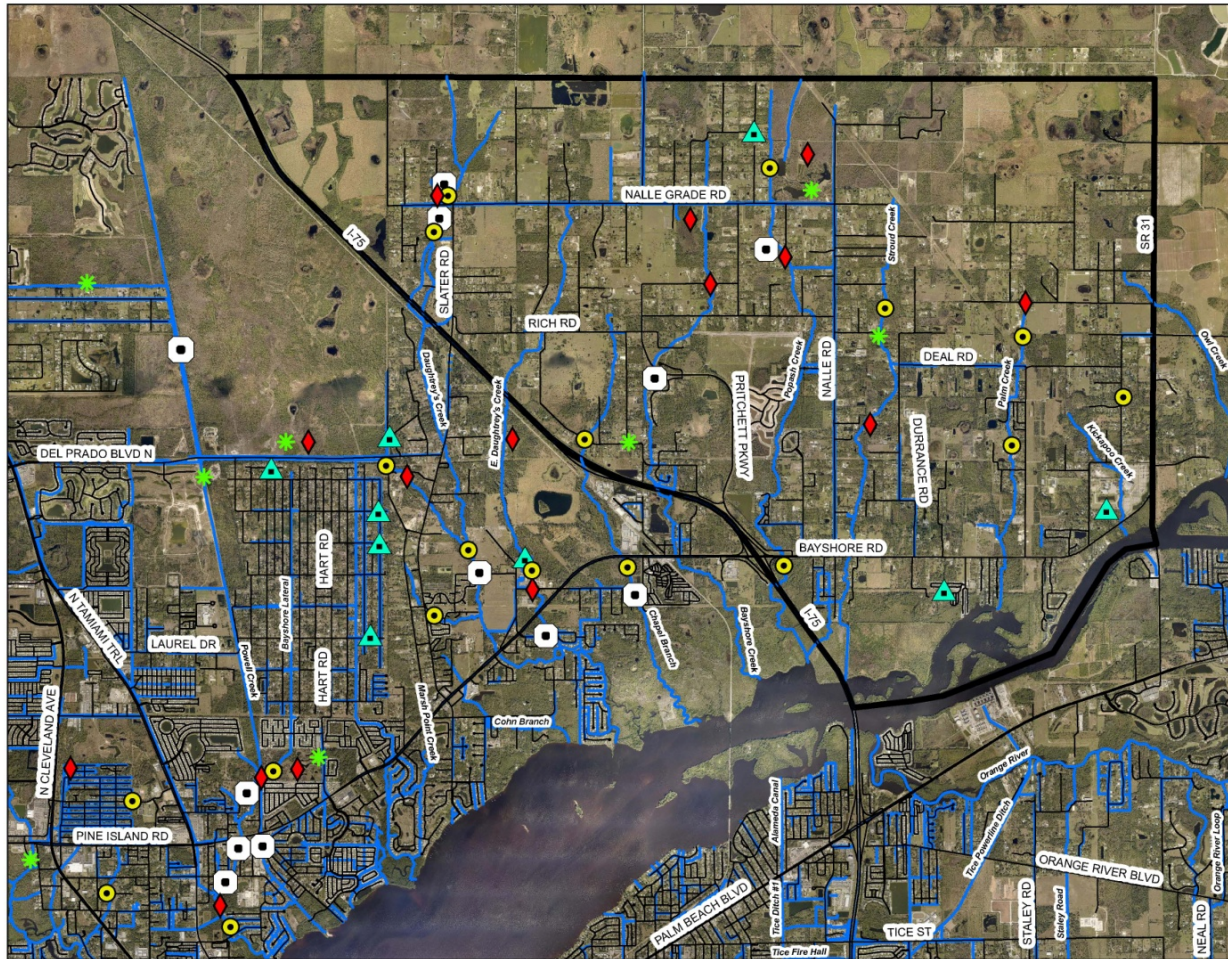 NALLE GRADE RD
SR 31
I-75
SLATER RD
Stroud Creek
Owl Creek
RICH RD
Daughtrey's Creek
E. Daughtrey's Creek
Popash Creek
NALLE RD
DEAL RD
Palm Creek
PRITCHETT PKWY
DURRANCE RD
Kickapoo Creek
DEL PRADO BLVD N
HART RD
BAYSHORE RD
N TAMIAMI TRL
Bayshore Lateral
LAUREL DR
Powell Creek
HART RD
I-75
Chapel Branch
Bayshore Creek
N CLEVELAND AVE
Marsh Point Creek
Cohn Branch
Orange River
Alameda Canal
Tice Powerline Ditch
PINE ISLAND RD
ORANGE RIVER BLVD
Orange River Loop
PALM BEACH BLVD
Tice Ditch #1
STALEY RD
Staley Road
NEAL RD
TICE ST
Tice Fire Hall